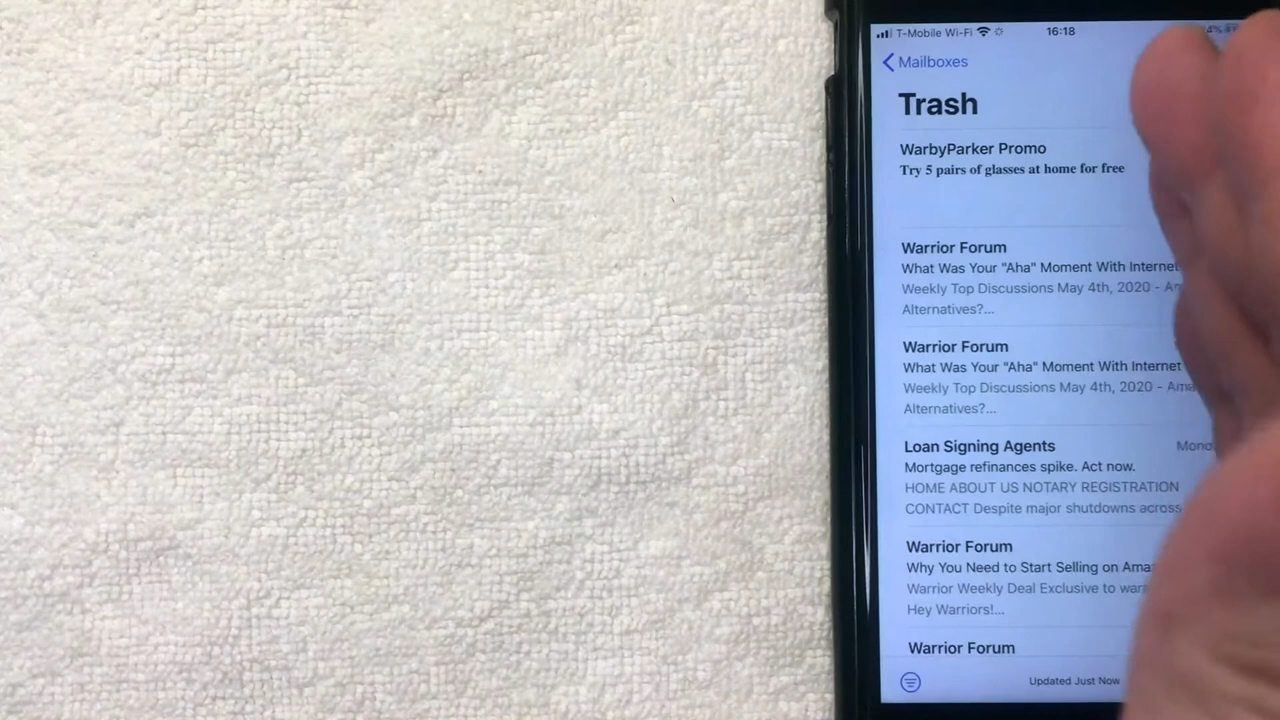 T-Mobile Wi-Fi 16:18 4%
Mailboxes
Trash
WarbyParker Promo
Try 5 pairs of glasses at home for free
Warrior Forum
What Was Your "Aha" Moment With Internet
Weekly Top Discussions May 4th, 2020 -
Alternatives?...
Warrior Forum
What Was Your "Aha" Moment With Internet
Weekly Top Discussions May 4th, 2020 -
Alternatives?...
Loan Signing Agents
Mortgage refinances spike. Act now.
HOME ABOUT US NOTARY REGISTRATION
CONTACT Despite major shutdowns across
Warrior Forum
Why You Need to Start Selling on
Warrior Weekly Deal Exclusive to
Hey Warriors!...
Warrior Forum
Updated Just Now